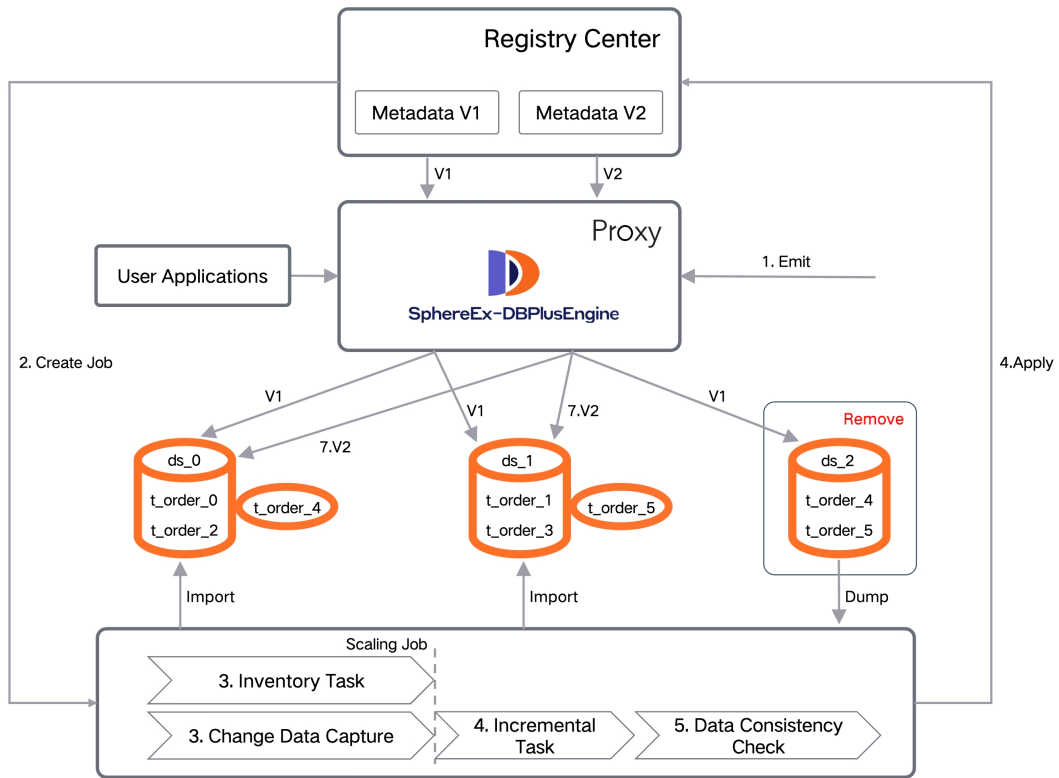 Registry Center
Metadata V1
Metadata V2
V1
V2
Proxy
User Applications
1. Emit
SphereEx-DBPlusEngine
2. Create Job
4.Apply
V1
V1
7.V2
V1
7.V2
Remove
ds_0
ds_1
ds_2
t_order_0
t_order_2
t_order_4
t_order_1
t_order_3
t_order_5
t_order_4
t_order_5
Import
Import
Dump
Scaling Job
3. Inventory Task
3. Change Data Capture
4. Incremental
Task
5. Data Consistency
Check